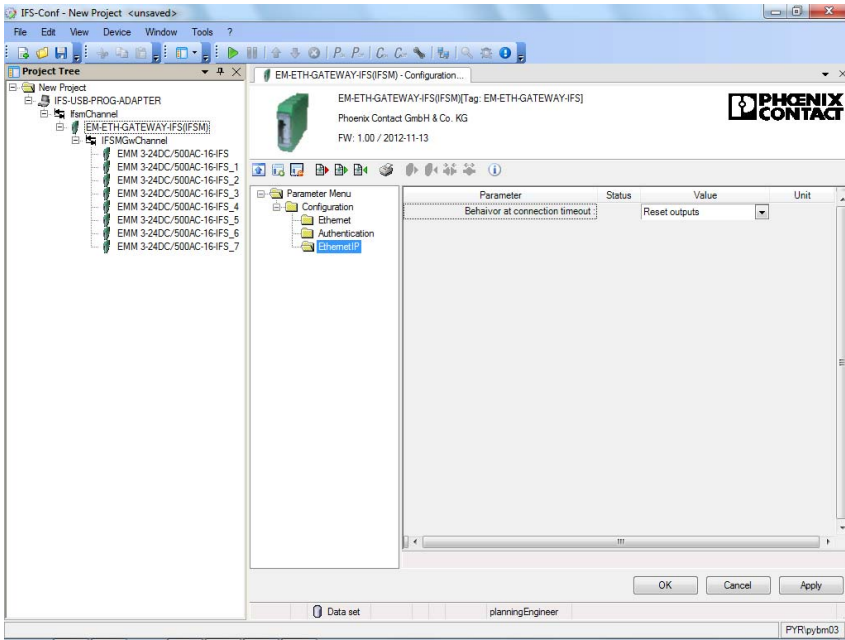 IFS-Conf - New Project <unsaved>
File Edit View Device Window Tools ?
Project Tree
New Project
IFS-USB-PROG-ADAPTER
IfsmChannel
EM-ETH-GATEWAY-IFS(IFSM)
IFSMGwChannel
EMM 3-24DC/500AC-16-IFS
EMM 3-24DC/500AC-16-IFS_1
EMM 3-24DC/500AC-16-IFS_2
EMM 3-24DC/500AC-16-IFS_3
EMM 3-24DC/500AC-16-IFS_4
EMM 3-24DC/500AC-16-IFS_5
EMM 3-24DC/500AC-16-IFS_6
EMM 3-24DC/500AC-16-IFS_7
EM-ETH-GATEWAY-IFS(IFSM) - Configuration...
EM-ETH-GATEWAY-IFS(IFSM)[Tag: EM-ETH-GATEWAY-IFS]
Phoenix Contact GmbH & Co. KG
FW: 1.00 / 2012-11-13
PHŒNIX
CONTACT
Parameter Menu
Configuration
Ethernet
Authentication
EthernetIP
Parameter Status Value Unit
Behaivor at connection timeout : Reset outputs
OK Cancel Apply
Data set planningEngineer
PYR\pybm03